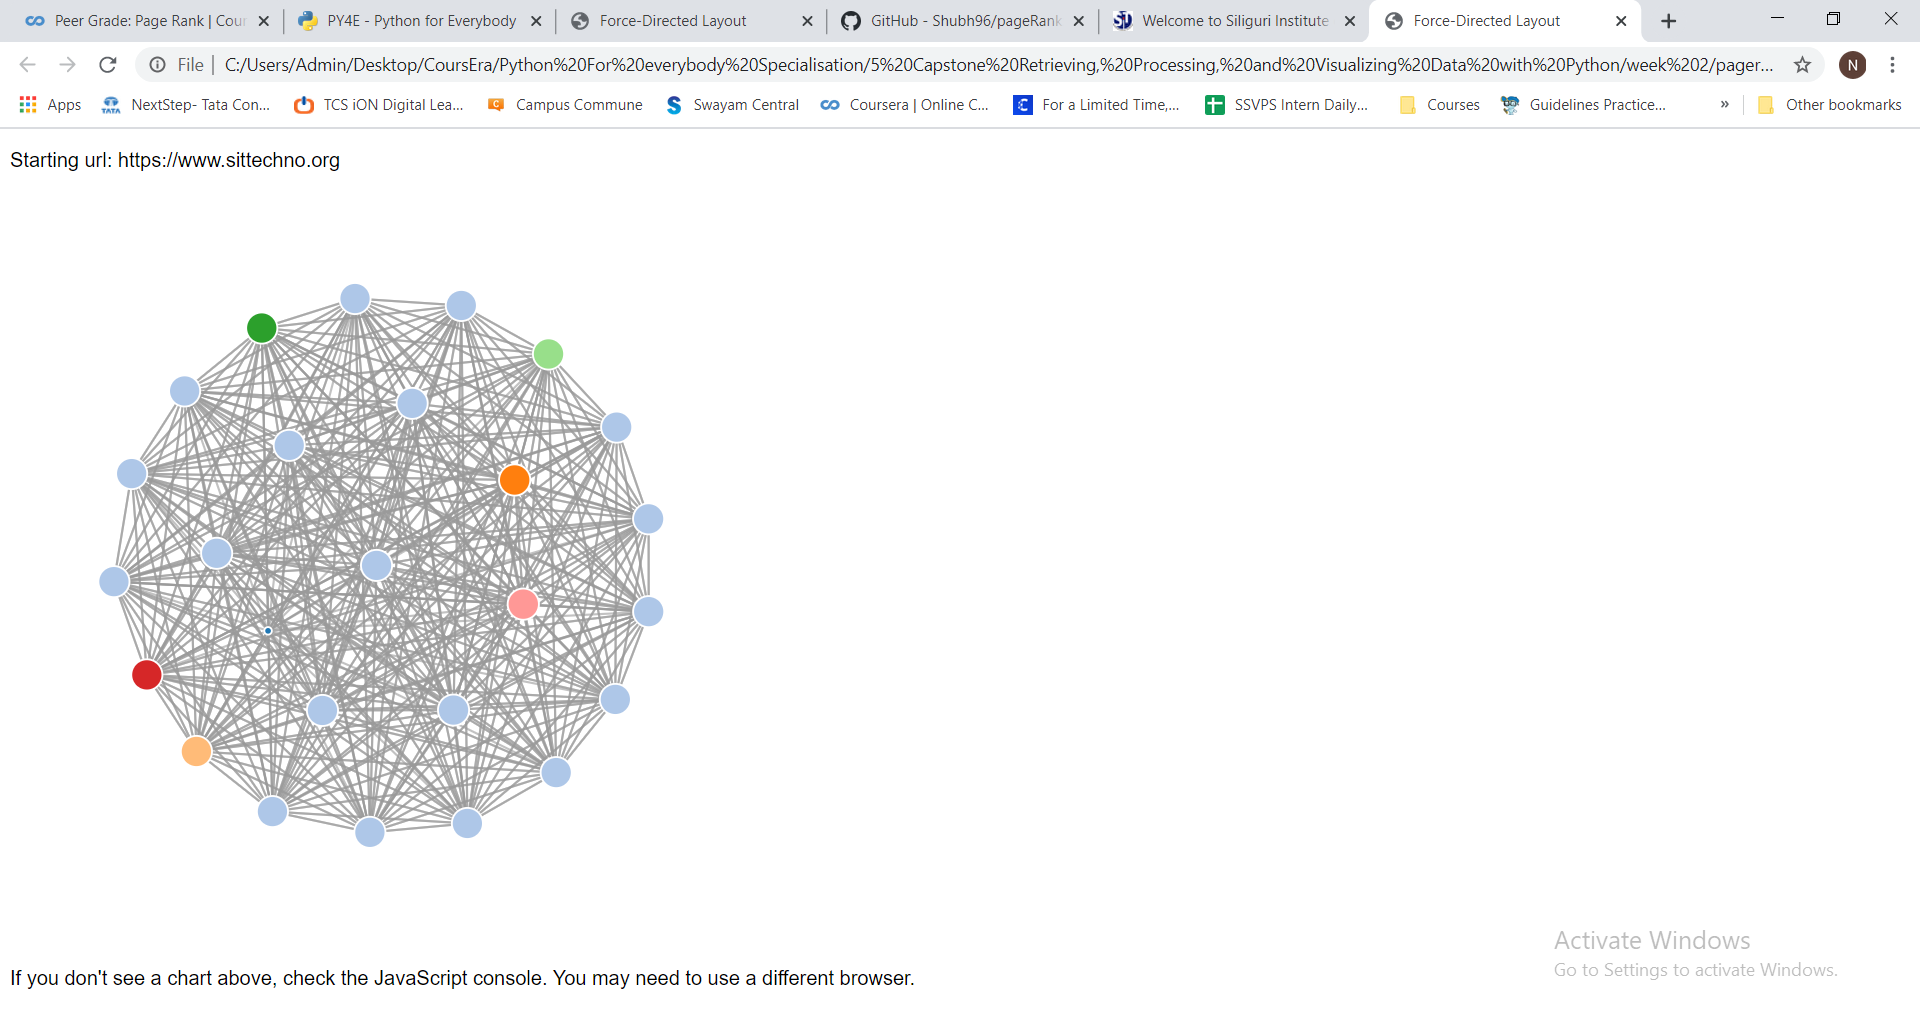 Peer Grade: Page Rank | Cour
PY4E - Python for Everybody
Force-Directed Layout
GitHub - Shubh96/pageRank
Welcome to Siliguri Institute
Force-Directed Layout
File
C:/Users/Admin/Desktop/CoursEra/Python%20For%20everybody%20Specialisation/5%20Capstone%20Retrieving,%20Processing,%20and%20Visualizing%20Data%20with%20Python/week%202/pager...
N
Apps
TATA
NextStep- Tata Con...
TCS iON Digital Lea...
Campus Commune
Swayam Central
Coursera | Online C...
For a Limited Time,...
SSVPS Intern Daily...
Courses
Guidelines Practice...
»
Other bookmarks
Starting url: https://www.sittechno.org
If you don't see a chart above, check the JavaScript console. You may need to use a different browser.
Activate Windows
Go to Settings to activate Windows.